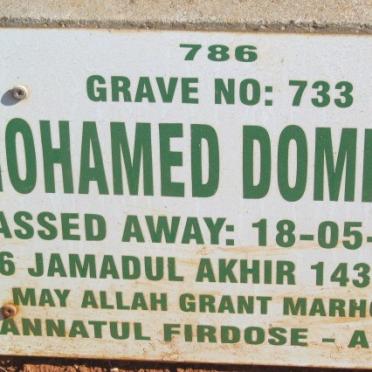 786
GRAVE NO: 733
OHAMED DOM
ASSED AWAY: 18-05-
6 JAMADUL AKHIR 143
MAY ALLAH GRANT MARHO
ANNATUL FIRDOSE - A